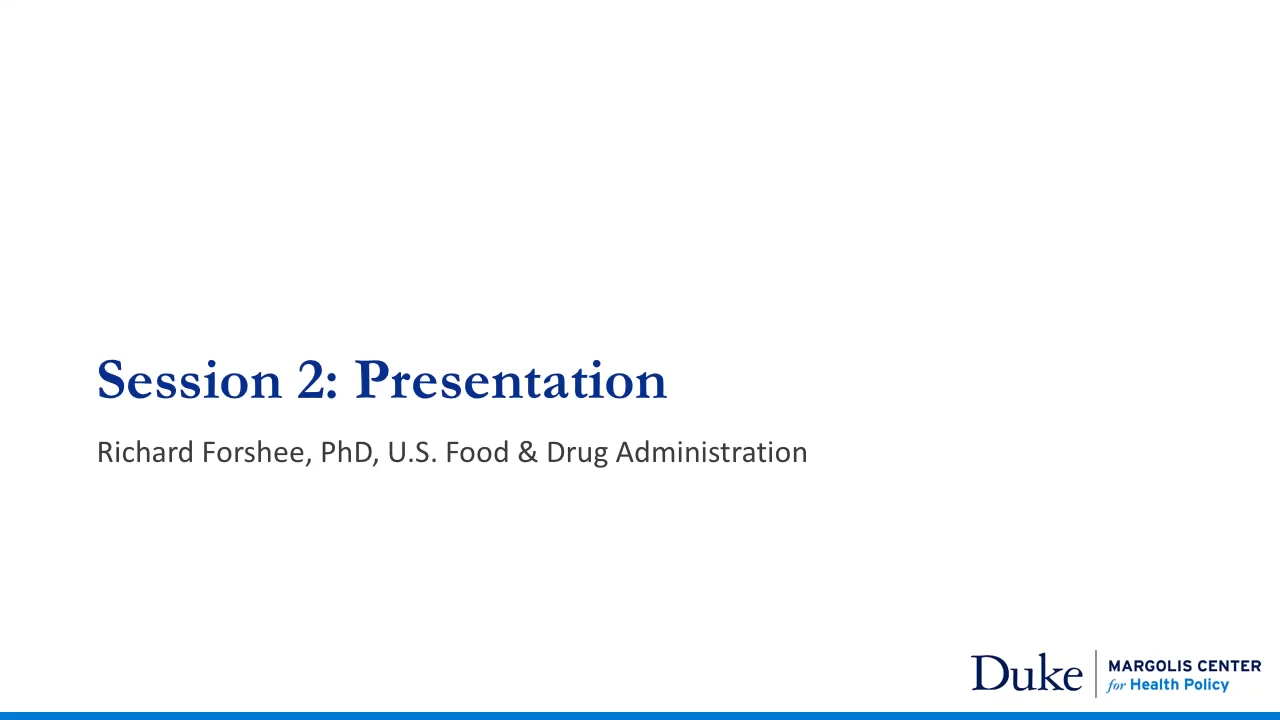 Session 2: Presentation
Richard Forshee, PhD, U.S. Food & Drug Administration
Duke
MARGOLIS CENTER
for Health Policy